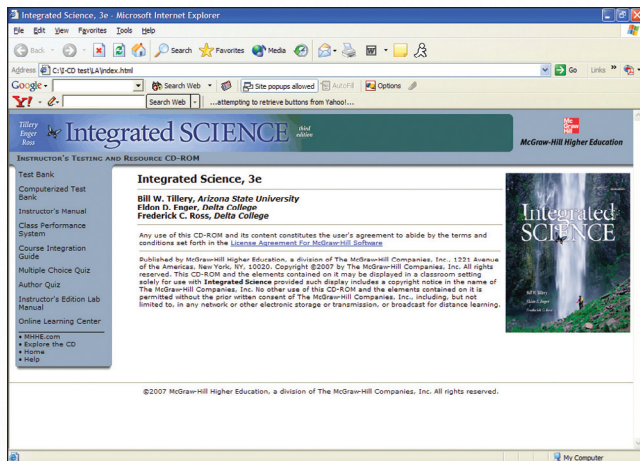 Integrated Science, 3e - Microsoft Internet Explorer
File Edit View Favorites Tools Help
Back Search Favorites Media
Address C:\I-CD test\LA\index.html Go Links »
Google Search Web Site popups allowed AutoFill Options
Y! Search Web ...attempting to retrieve buttons from Yahoo!...
Tillery
Enger
Ross
Integrated SCIENCE third
edition
Mc
Graw
Hill
McGraw-Hill Higher Education
INSTRUCTOR'S TESTING AND RESOURCE CD-ROM
Test Bank
Computerized Test
Bank
Instructor's Manual
Class Performance
System
Course Integration
Guide
Multiple Choice Quiz
Author Quiz
Instructor's Edition Lab
Manual
Online Learning Center
• MHHE.com
• Explore the CD
• Home
• Help
Integrated Science, 3e
Bill W. Tillery, Arizona State University
Eldon D. Enger, Delta College
Frederick C. Ross, Delta College
Any use of this CD-ROM and its content constitutes the user's agreement to abide by the terms and
conditions set forth in the License Agreement For McGraw-Hill Software
Published by McGraw-Hill Higher Education, a division of The McGraw-Hill Companies, Inc., 1221 Avenue
of the Americas, New York, NY, 10020. Copyright ©2007 by The McGraw-Hill Companies, Inc. All rights
reserved. This CD-ROM and the elements contained on it may be displayed in a classroom setting
solely for use with Integrated Science provided such display includes a copyright notice in the name of
The McGraw-Hill Companies, Inc. No other use of this CD-ROM and the elements contained on it is
permitted without the prior written consent of The McGraw-Hill Companies, Inc., including, but not
limited to, in any network or other electronic storage or transmission, or broadcast for distance learning.
Integrated
SCIENCE
Bill W. Tillery
Eldon D. Enger
Frederick C. Ross
©2007 McGraw-Hill Higher Education, a division of The McGraw-Hill Companies, Inc. All rights reserved.
My Computer